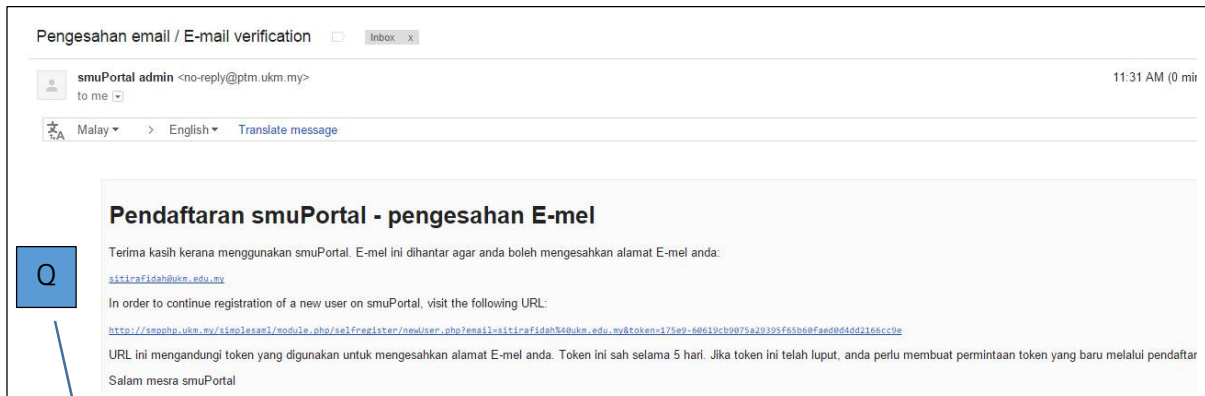 Pengesahan email / E-mail verification Inbox x
smuPortal admin <no-reply@ptm.ukm.my> 11:31 AM (0 min
to me
Malay > English Translate message
Pendaftaran smuPortal - pengesahan E-mel
Terima kasih kerana menggunakan smuPortal. E-mel ini dihantar agar anda boleh mengesahkan alamat E-mel anda:
Q
sitirafidah@ukm.edu.my
In order to continue registration of a new user on smuPortal, visit the following URL:
http://smpphp.ukm.my/simplesaml/module.php/selfregister/newUser.php?email=sitirafidah%40ukm.edu.my&token=175e9-60619cb9075a29395f65b60faed0d4dd2166cc9e
URL ini mengandungi token yang digunakan untuk mengesahkan alamat E-mel anda. Token ini sah selama 5 hari. Jika token ini telah luput, anda perlu membuat permintaan token yang baru melalui pendaftar
Salam mesra smuPortal